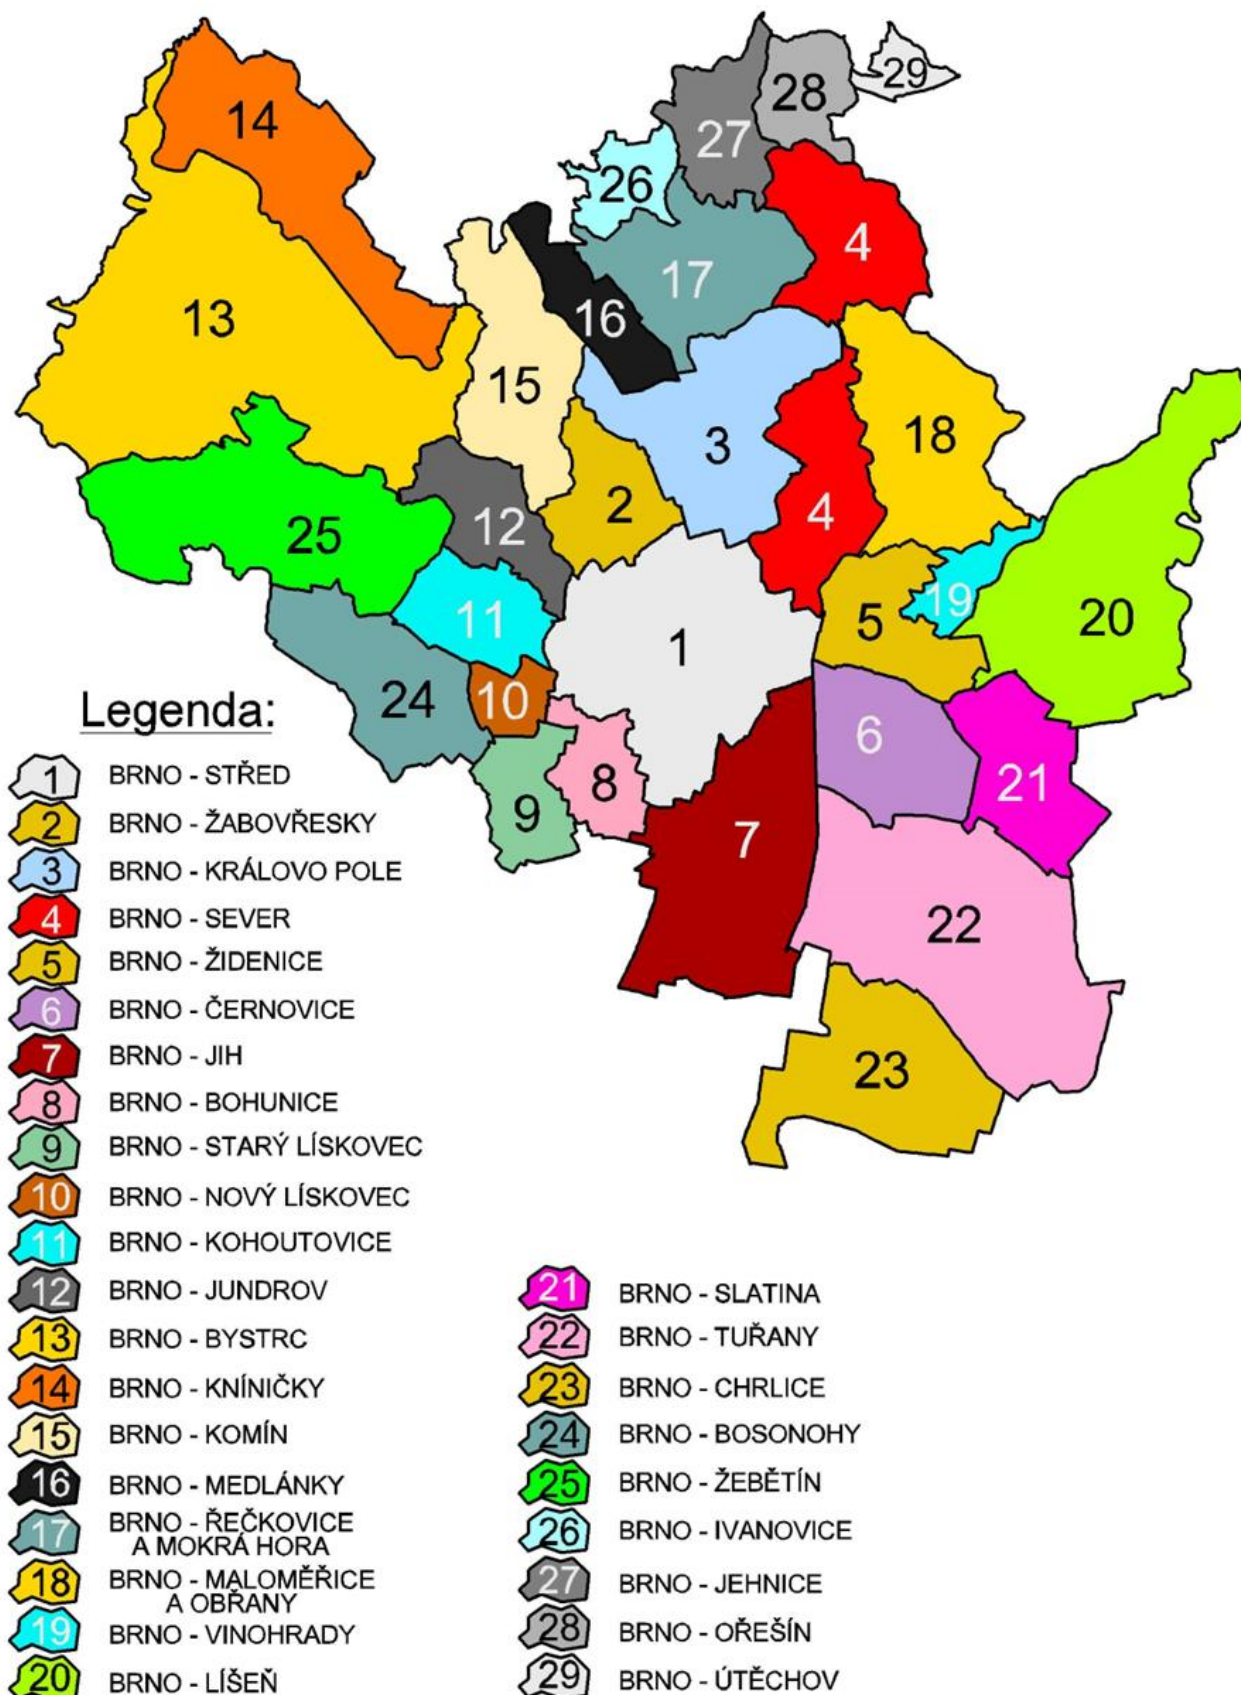 14
28
29
27
26
4
17
13
16
15
3
18
2
4
12
25
11
19
5
20
1
24
10
6
21
8
9
7
22
23
Legenda:
1 BRNO - STŘED
2 BRNO - ŽABOVŘESKY
3 BRNO - KRÁLOVO POLE
4 BRNO - SEVER
5 BRNO - ŽIDENICE
6 BRNO - ČERNOVICE
7 BRNO - JIH
8 BRNO - BOHUNICE
9 BRNO - STARÝ LÍSKOVEC
10 BRNO - NOVÝ LÍSKOVEC
11 BRNO - KOHOUTOVICE
12 BRNO - JUNDROV
13 BRNO - BYSTRC
14 BRNO - KNÍNIČKY
15 BRNO - KOMÍN
16 BRNO - MEDLÁNKY
17 BRNO - ŘEČKOVICE
A MOKRÁ HORA
18 BRNO - MALOMĚŘICE
A OBŘANY
19 BRNO - VINOHRADY
20 BRNO - LÍŠEŇ
21 BRNO - SLATINA
22 BRNO - TUŘANY
23 BRNO - CHRLICE
24 BRNO - BOSONOHY
25 BRNO - ŽEBĚTÍN
26 BRNO - IVANOVICE
27 BRNO - JEHNICE
28 BRNO - OŘEŠÍN
29 BRNO - ÚTĚCHOV